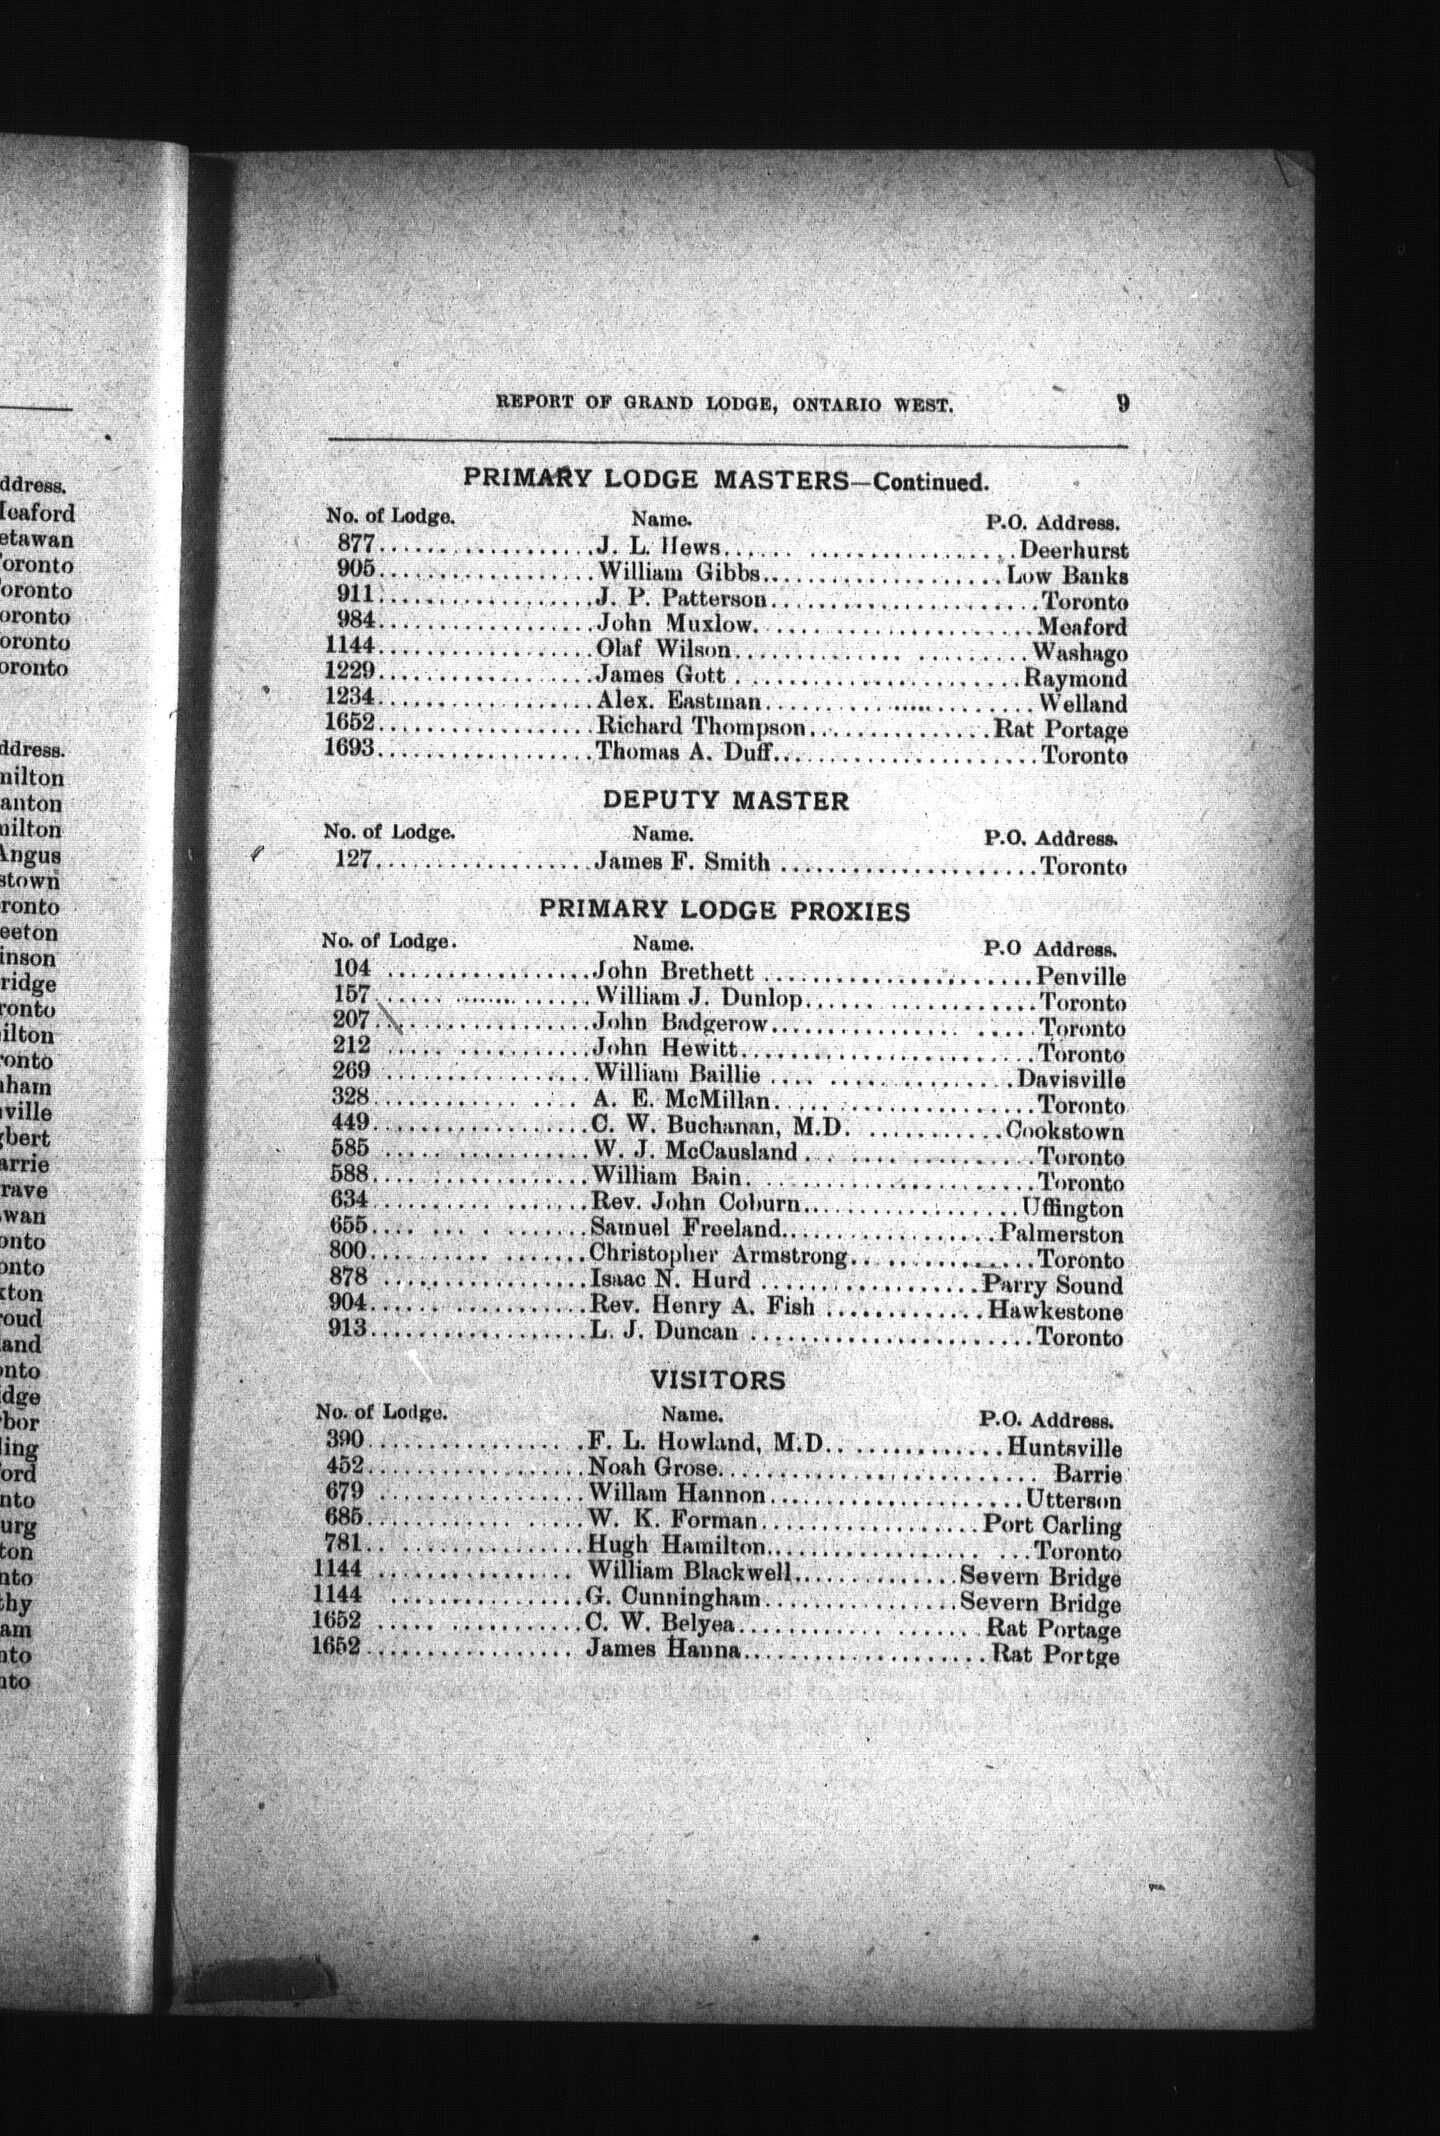 REPORT OF GRAND LODGE, ONTARIO WEST. 9
PRIMARY LODGE MASTERS—Continued.
No. of Lodge. Name. P.O. Address.
877 J. L. Hews Deerhurst
905 William Gibbs Low Banks
911 J. P. Patterson Toronto
984 John Muxlow Meaford
1144 Olaf Wilson Washago
1229 James Gott Raymond
1234 Alex. Eastman Welland
1652 Richard Thompson Rat Portage
1693 Thomas A. Duff Toronto
DEPUTY MASTER
No. of Lodge. Name. P.O. Address.
127 James F. Smith Toronto
PRIMARY LODGE PROXIES
No. of Lodge. Name. P.O Address.
104 John Brethett Penville
157 William J. Dunlop Toronto
207 John Badgerow Toronto
212 John Hewitt Toronto
269 William Baillie Davisville
328 A. E. McMillan Toronto
449 C. W. Buchanan, M.D. Cookstown
585 W. J. McCausland Toronto
588 William Bain Toronto
634 Rev. John Coburn Uffington
655 Samuel Freeland Palmerston
800 Christopher Armstrong Toronto
878 Isaac N. Hurd Parry Sound
904 Rev. Henry A. Fish Hawkestone
913 L. J. Duncan Toronto
VISITORS
No. of Lodge. Name. P.O. Address.
390 F. L. Howland, M.D. Huntsville
452 Noah Grose Barrie
679 Willam Hannon Utterson
685 W. K. Forman Port Carling
781 Hugh Hamilton Toronto
1144 William Blackwell Severn Bridge
1144 G. Cunningham Severn Bridge
1652 C. W. Belyea Rat Portage
1652 James Hanna Rat Portge